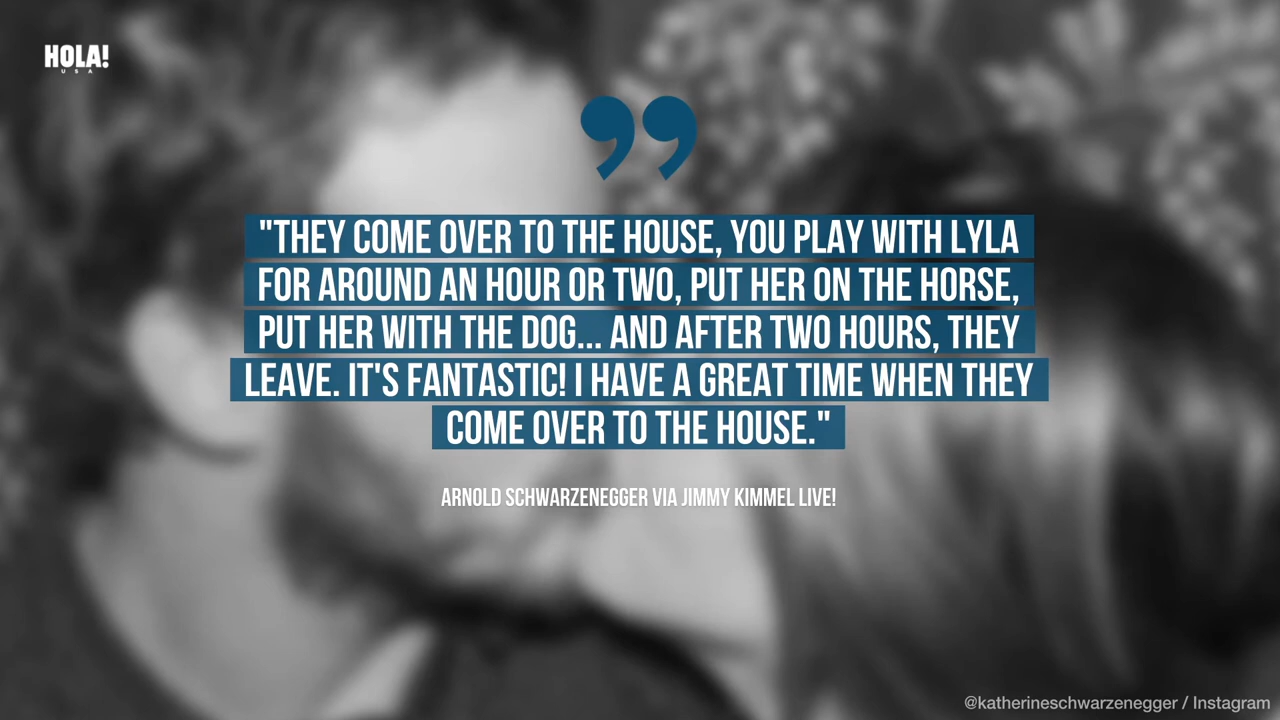 HOLA!
USA
"THEY COME OVER TO THE HOUSE, YOU PLAY WITH LYLA
FOR AROUND AN HOUR OR TWO, PUT HER ON THE HORSE,
PUT HER WITH THE DOG... AND AFTER TWO HOURS, THEY
LEAVE. IT'S FANTASTIC! I HAVE A GREAT TIME WHEN THEY
COME OVER TO THE HOUSE."
ARNOLD SCHWARZENEGGER VIA JIMMY KIMMEL LIVE!
@katherineschwarzenegger / Instagram